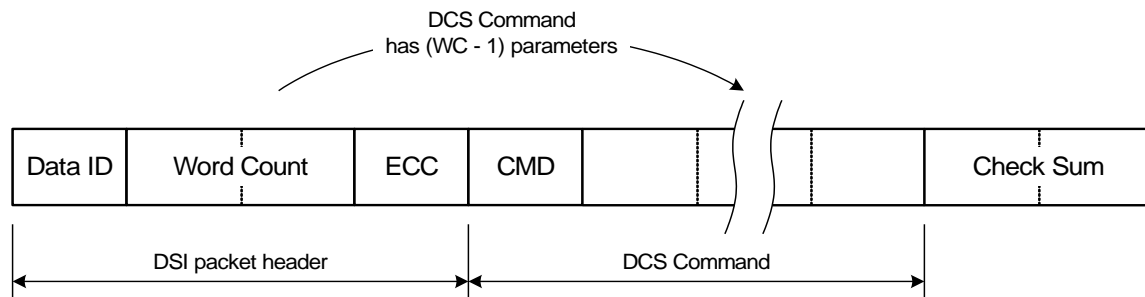 DCS Command
has (WC - 1) parameters
Data ID
Word Count
ECC
CMD
Check Sum
DSI packet header
DCS Command